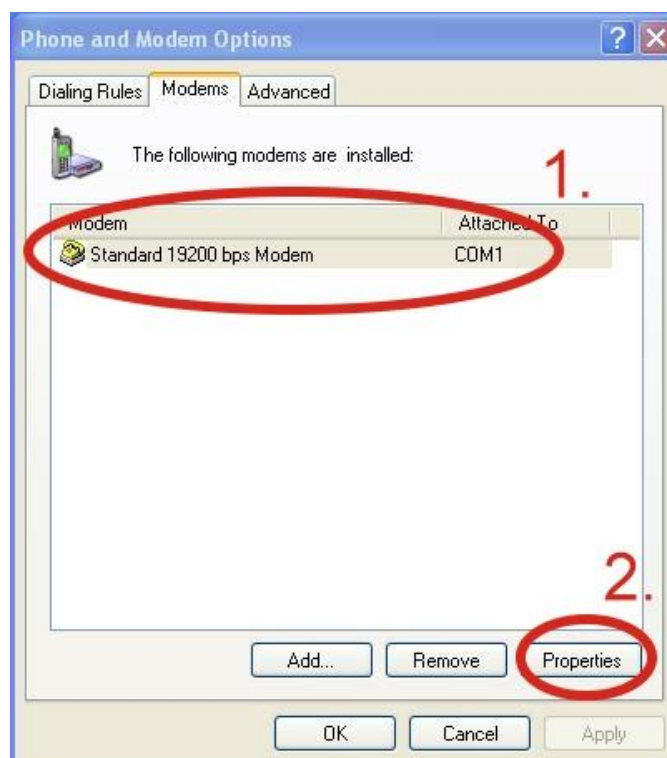 Phone and Modem Options
Dialing Rules Modems Advanced
The following modems are installed:
1.
Modem Attached To
Standard 19200 bps Modem COM1
2.
Add... Remove Properties
OK Cancel Apply